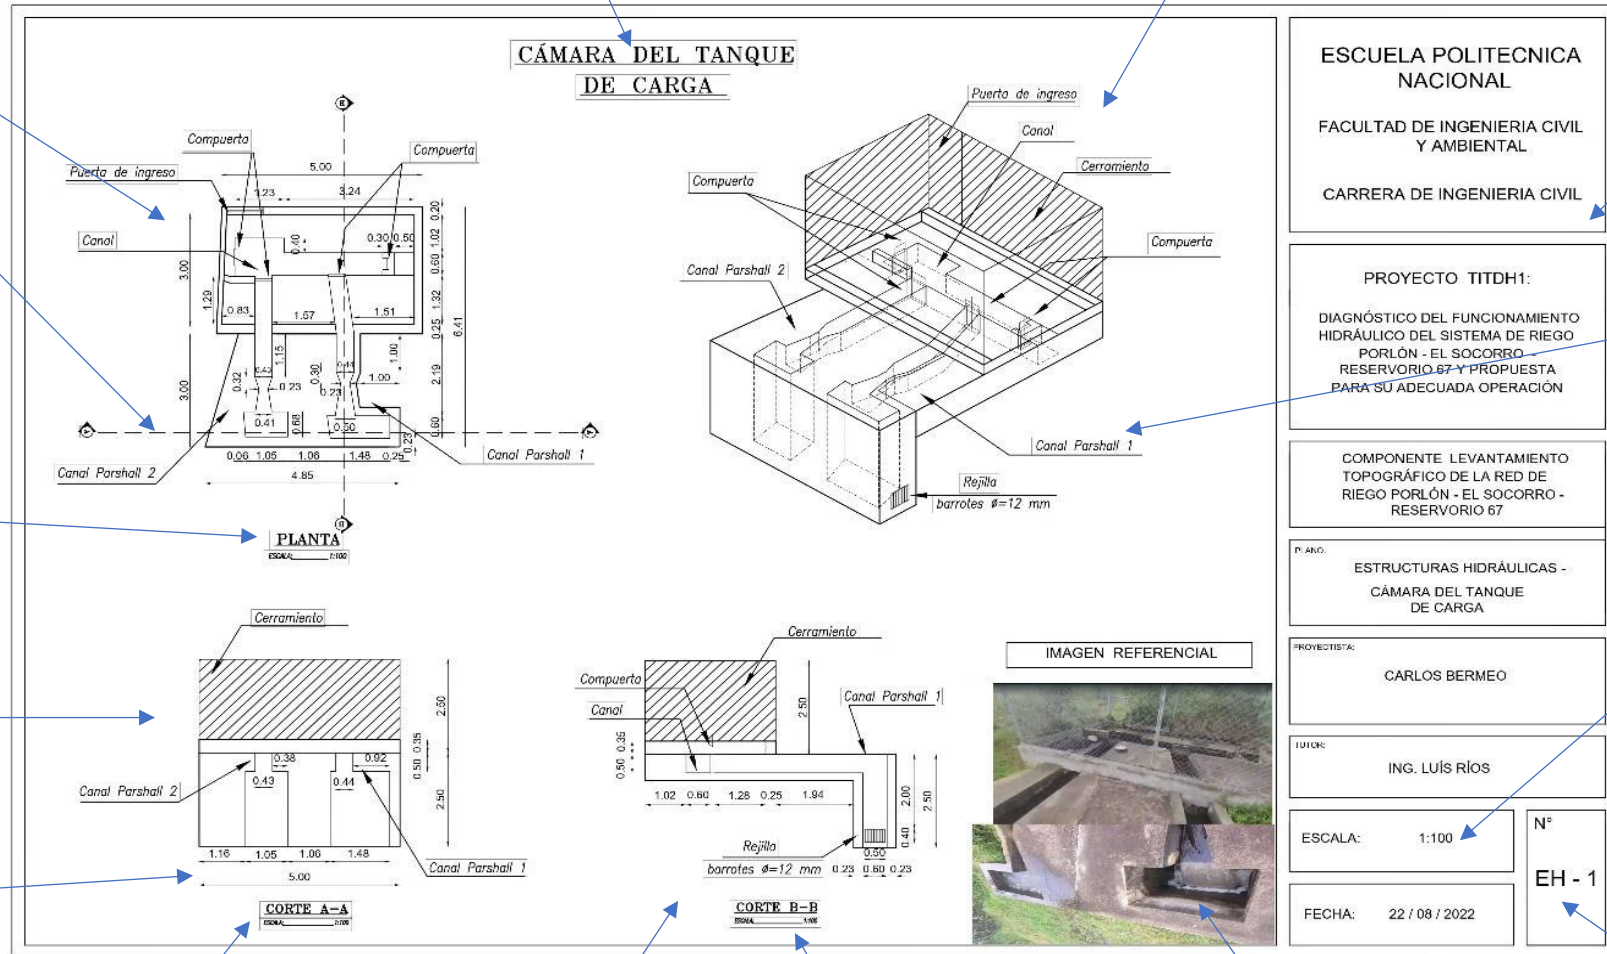 CÁMARA DEL TANQUE
DE CARGA
Compuerta
Compuerta
5.00
Puerta de ingreso
1.23
3.24
Canal
0.40
0.30
0.50
0.20
1.02
0.60
1.32
0.25
2.19
0.60
6.41
3.00
3.00
1.29
0.83
1.57
1.51
1.15
1.00
0.43
0.44
0.32
0.23
0.30
0.23
1.00
0.41
0.68
0.50
0.23
Canal Parshall 2
Canal Parshall 1
0.06
1.05
1.06
1.48
0.25
4.85
PLANTA
ESCALA: 1:100
Puerta de ingreso
Canal
Cerramiento
Compuerta
Compuerta
Canal Parshall 2
Canal Parshall 1
Rejilla
barrotes ø=12 mm
Cerramiento
2.50
0.35
0.50
2.50
0.38
0.92
0.43
0.44
Canal Parshall 2
Canal Parshall 1
1.16
1.05
1.06
1.48
5.00
CORTE A-A
ESCALA: 1:100
Cerramiento
Compuerta
Canal
Canal Parshall 1
2.50
0.35
0.50
1.02
0.60
1.28
0.25
1.94
2.00
2.50
0.40
Rejilla
barrotes ø=12 mm
0.50
0.23
0.60
0.23
CORTE B-B
ESCALA: 1:100
IMAGEN REFERENCIAL
ESCUELA POLITECNICA
NACIONAL
FACULTAD DE INGENIERIA CIVIL
Y AMBIENTAL
CARRERA DE INGENIERIA CIVIL
PROYECTO TITDH1:
DIAGNÓSTICO DEL FUNCIONAMIENTO
HIDRÁULICO DEL SISTEMA DE RIEGO
PORLÓN - EL SOCORRO -
RESERVORIO 67 Y PROPUESTA
PARA SU ADECUADA OPERACIÓN
COMPONENTE LEVANTAMIENTO
TOPOGRÁFICO DE LA RED DE
RIEGO PORLÓN - EL SOCORRO -
RESERVORIO 67
PLANO:
ESTRUCTURAS HIDRÁULICAS -
CÁMARA DEL TANQUE
DE CARGA
PROYECTISTA:
CARLOS BERMEO
TUTOR:
ING. LUÍS RÍOS
ESCALA: 1:100
FECHA: 22 / 08 / 2022
N°
EH - 1